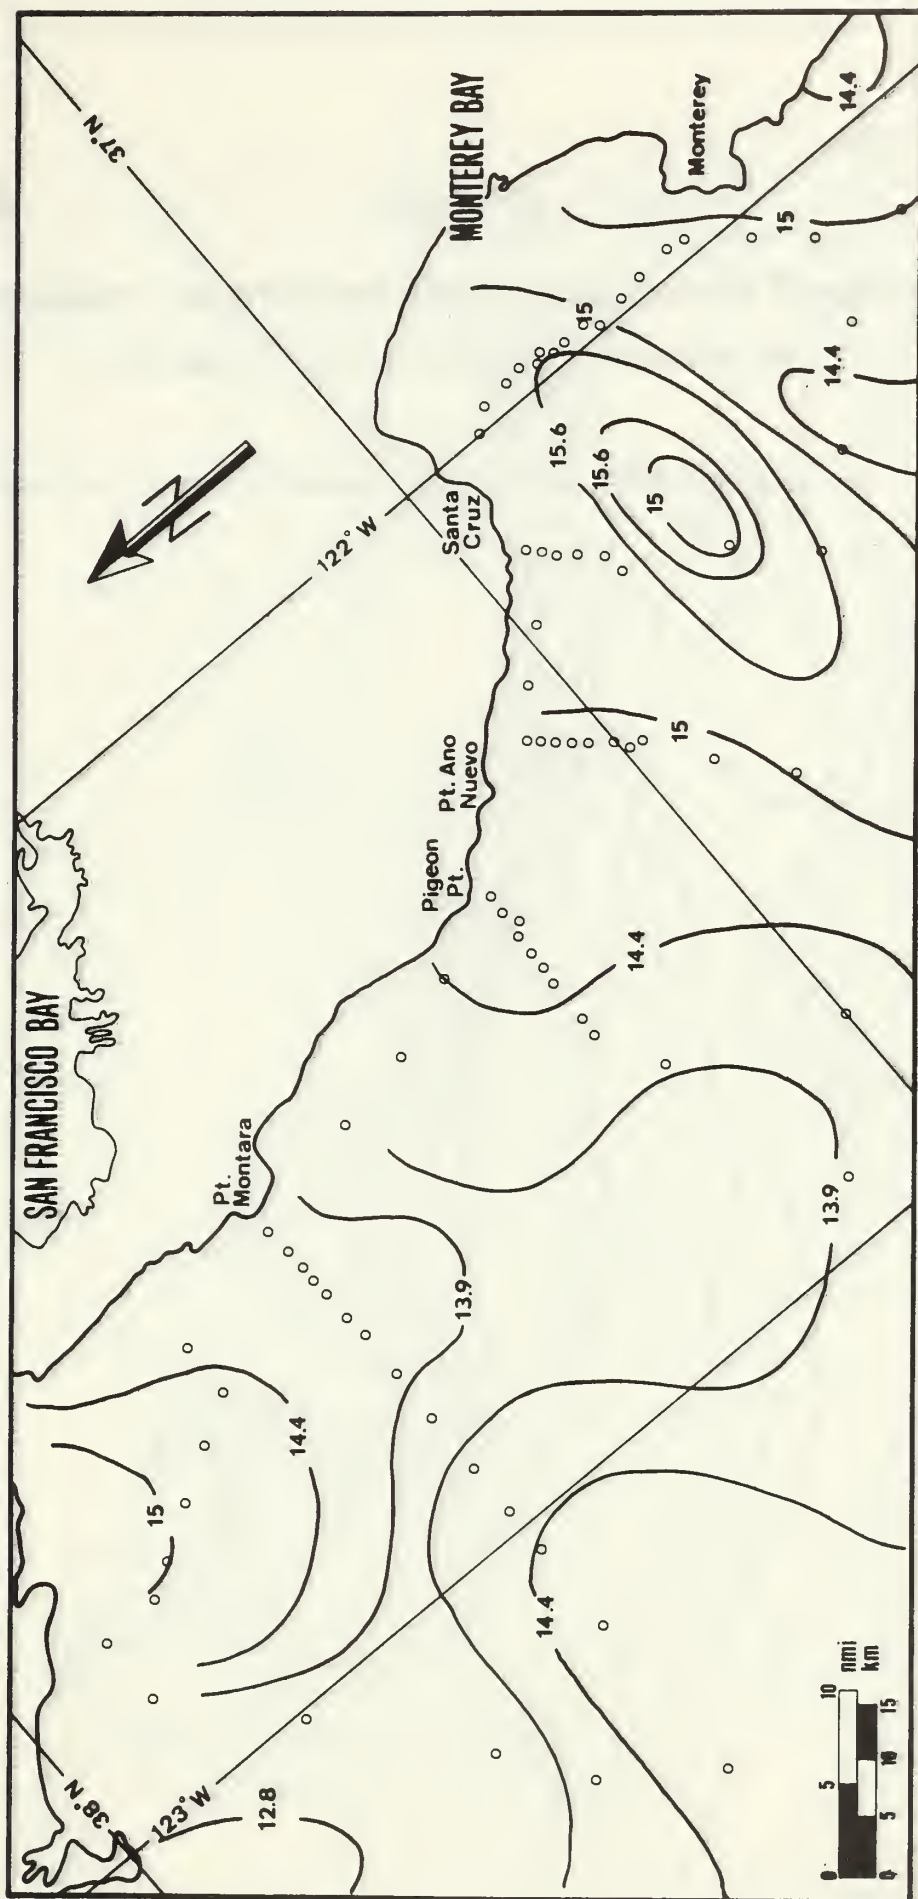 SAN FRANCISCO BAY
MONTEREY BAY
Monterey
Santa
Cruz
Pt. Ano
Nuevo
Pigeon
Pt.
Pt.
Montara
37°N
122°W
38°N
123°W
14.4
15
15
14.4
15.6
15.6
15
15
14.4
13.9
13.9
14.4
15
14.4
12.8
0 5 10 nmi
0 5 10 15 km